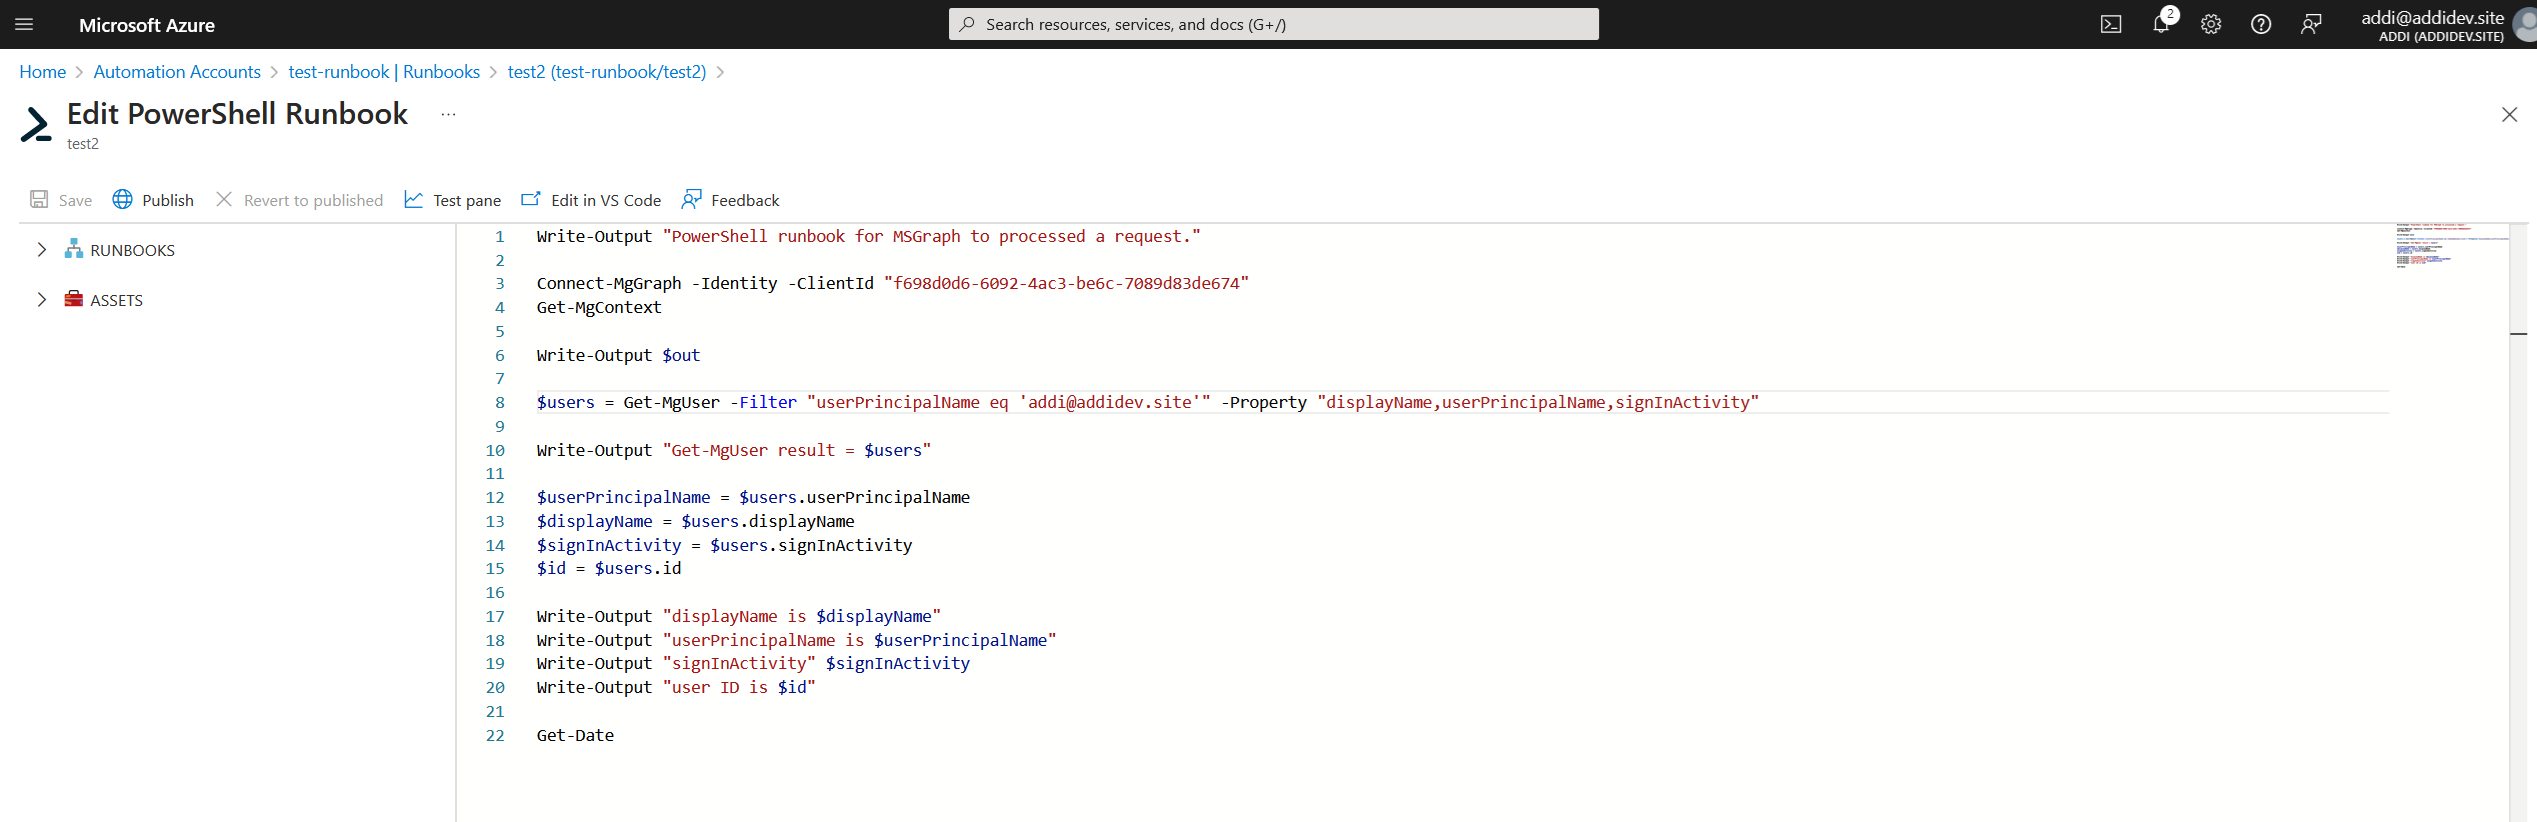 Microsoft Azure
Search resources, services, and docs (G+/)
2
addi@addidev.site
ADDI (ADDIDEV.SITE)
Home > Automation Accounts > test-runbook | Runbooks > test2 (test-runbook/test2) >
Edit PowerShell Runbook ...
test2
Save Publish Revert to published Test pane Edit in VS Code Feedback
RUNBOOKS
ASSETS
1 Write-Output "PowerShell runbook for MSGraph to processed a request."
2
3 Connect-MgGraph -Identity -ClientId "f698d0d6-6092-4ac3-be6c-7089d83de674"
4 Get-MgContext
5
6 Write-Output $out
7
8 $users = Get-MgUser -Filter "userPrincipalName eq 'addi@addidev.site'" -Property "displayName,userPrincipalName,signInActivity"
9
10 Write-Output "Get-MgUser result = $users"
11
12 $userPrincipalName = $users.userPrincipalName
13 $displayName = $users.displayName
14 $signInActivity = $users.signInActivity
15 $id = $users.id
16
17 Write-Output "displayName is $displayName"
18 Write-Output "userPrincipalName is $userPrincipalName"
19 Write-Output "signInActivity" $signInActivity
20 Write-Output "user ID is $id"
21
22 Get-Date